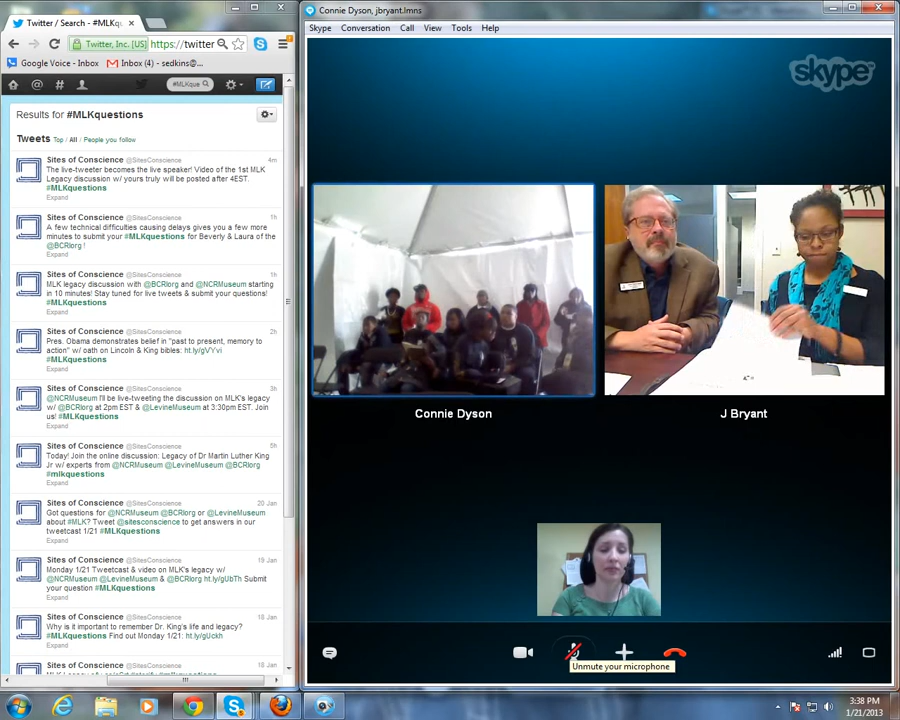 Twitter / Search - #MLKques
Twitter, Inc. [US]
https://twitter
Google Voice - Inbox
Inbox (4) -- sedkins@...
#MLKque
Results for #MLKquestions
Tweets Top / All / People you follow
Sites of Conscience @SitesConscience 4m
The live-tweeter becomes the live speaker! Video of the 1st MLK
Legacy discussion w/ yours truly will be posted after 4EST.
#MLKquestions
Expand
Sites of Conscience @SitesConscience 1h
A few technical difficulties causing delays gives you a few more
minutes to submit your #MLKquestions for Beverly & Laura of the
@BCRIorg !
Expand
Sites of Conscience @SitesConscience 1h
MLK legacy discussion with @BCRIorg and @NCRMuseum starting
in 10 minutes! Stay tuned for live tweets & submit your questions!
#MLKquestions
Expand
Sites of Conscience @SitesConscience 2h
Pres. Obama demonstrates belief in "past to present, memory to
action" w/ oath on Lincoln & King bibles: ht.ly/gVYvi
#MLKquestions
Expand
Sites of Conscience @SitesConscience 3h
@NCRMuseum I'll be live-tweeting the discussion on MLK's legacy
w/ @BCRIorg at 2pm EST & @LevineMuseum at 3:30pm EST. Join
us! #MLKquestions
Expand
Sites of Conscience @SitesConscience 5h
Today! Join the online discussion: Legacy of Dr Martin Luther King
Jr w/ experts from @NCRMuseum @LevineMuseum @BCRIorg
#mlkquestions
Expand
Sites of Conscience @SitesConscience 20 Jan
Got questions for @NCRMuseum @BCRIorg or @LevineMuseum
about #MLK? Tweet @sitesconscience to get answers in our
tweetcast 1/21 #MLKquestions
Expand
Sites of Conscience @SitesConscience 19 Jan
Monday 1/21 Tweetcast & video on MLK's legacy w/
@NCRMuseum @LevineMuseum & @BCRIorg ht.ly/gUbTh Submit
your question #MLKquestions
Expand
Sites of Conscience @SitesConscience 18 Jan
Why is it important to remember Dr. King's life and legacy?
#MLKquestions Find out Monday 1/21: ht.ly/gUckh
Expand
Sites of Conscience @SitesConscience 18 Jan
Connie Dyson, jbryant.lmns
Skype Conversation Call View Tools Help
skype™
Connie Dyson
J Bryant
Unmute your microphone
3:38 PM
1/21/2013